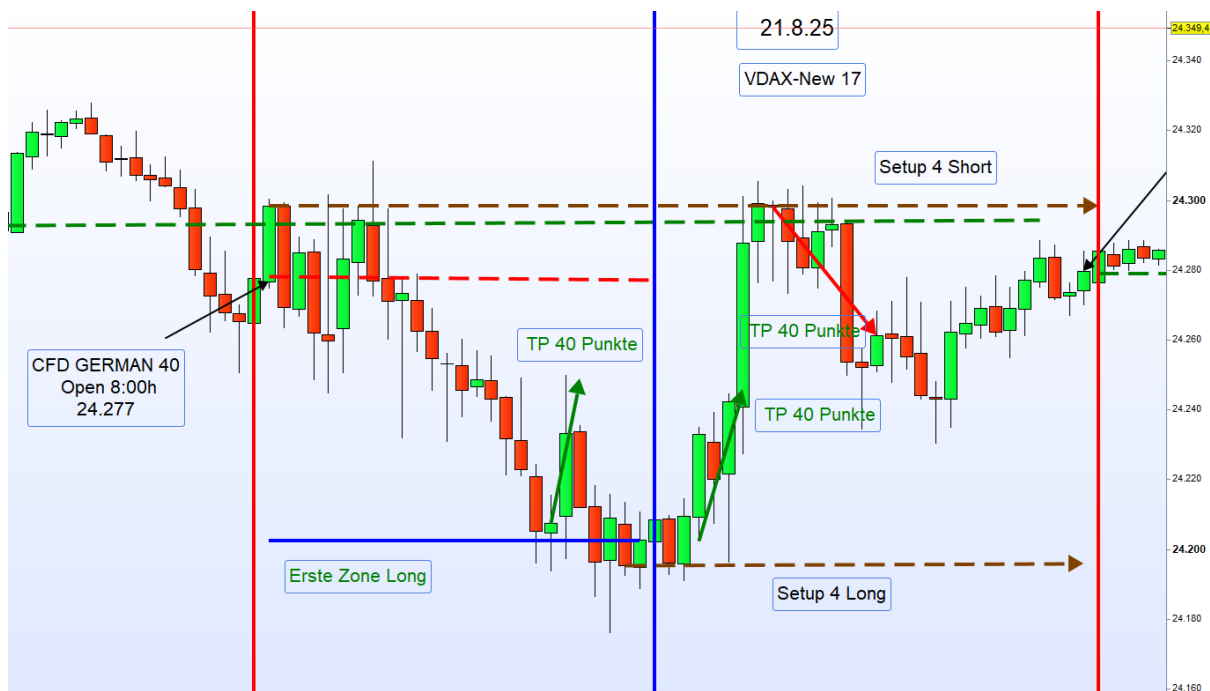 21.8.25
24.349,4
24.340
VDAX-New 17
24.320
Setup 4 Short
24.300
24.280
CFD GERMAN 40
Open 8:00h
24.277
TP 40 Punkte
TP 40 Punkte
24.260
TP 40 Punkte
24.240
24.220
24.200
Erste Zone Long
Setup 4 Long
24.180
24.160